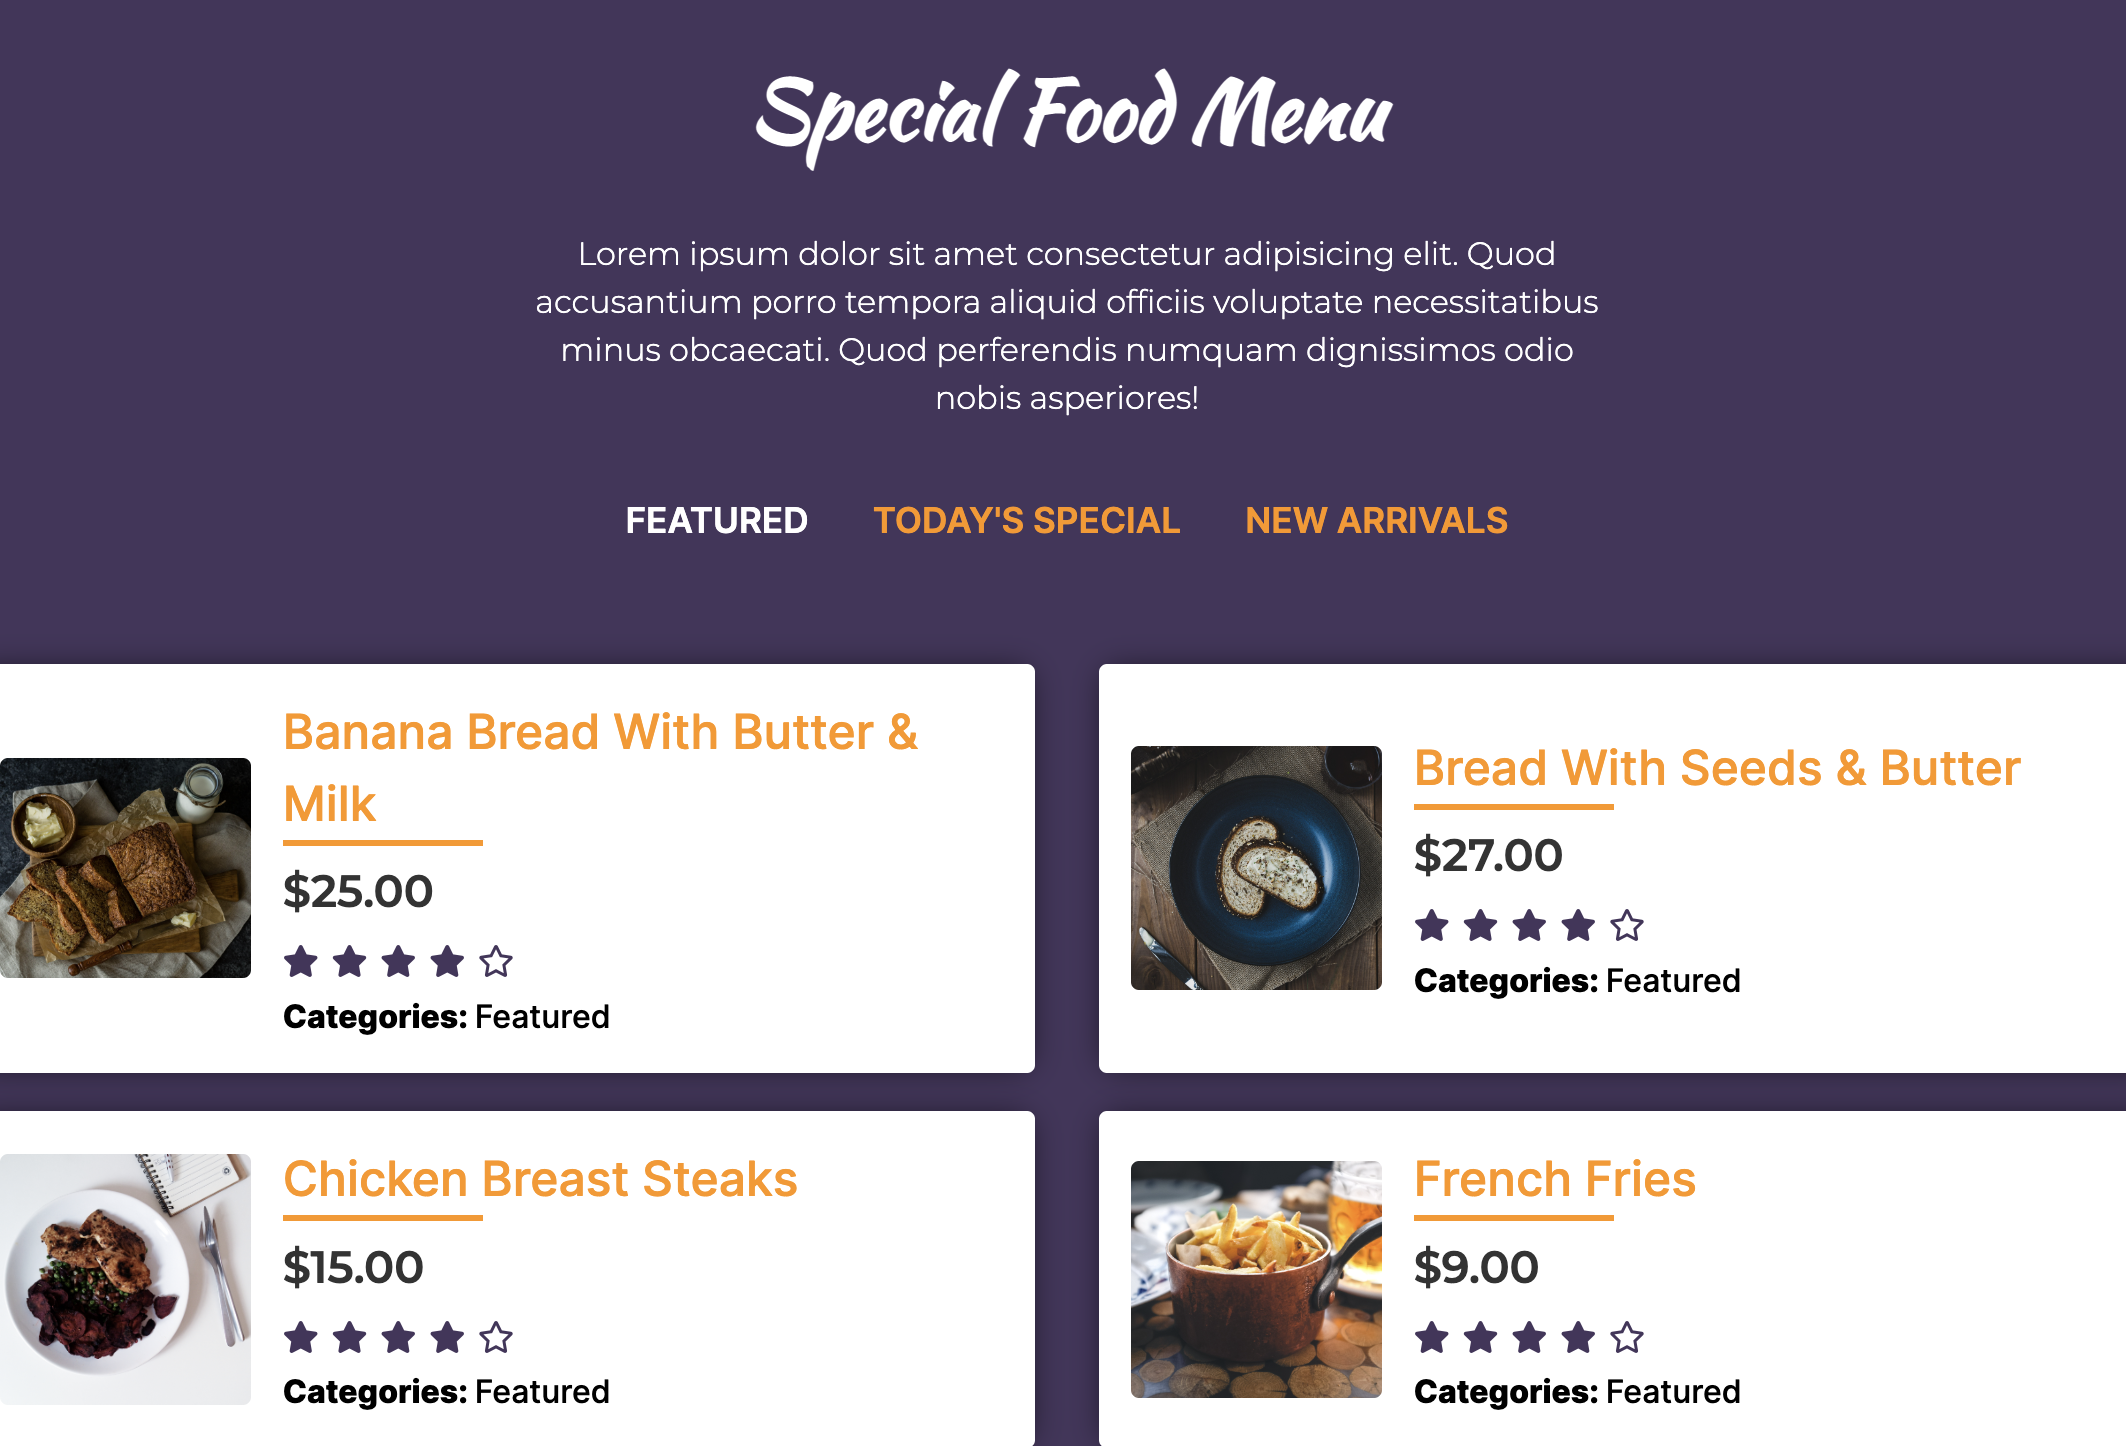 Special Food Menu
Lorem ipsum dolor sit amet consectetur adipisicing elit. Quod
accusantium porro tempora aliquid officiis voluptate necessitatibus
minus obcaecati. Quod perferendis numquam dignissimos odio
nobis asperiores!
FEATURED TODAY'S SPECIAL NEW ARRIVALS
Banana Bread With Butter &
Milk
$25.00
Categories: Featured
Bread With Seeds & Butter
$27.00
Categories: Featured
Chicken Breast Steaks
$15.00
Categories: Featured
French Fries
$9.00
Categories: Featured